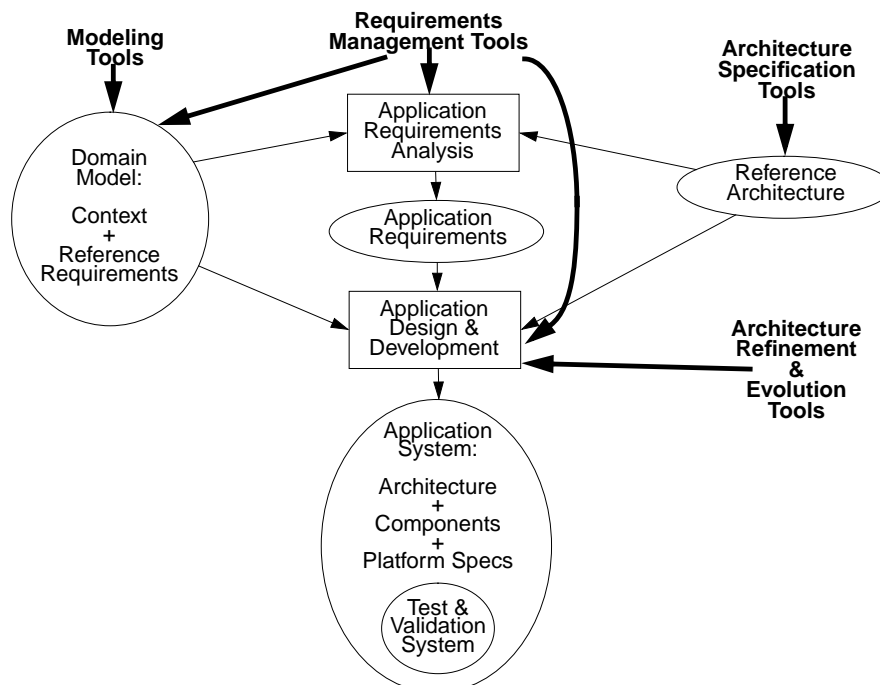 Modeling
Tools
Requirements
Management Tools
Architecture
Specification
Tools
Application
Requirements
Analysis
Domain
Model:
Context
+
Reference
Requirements
Reference
Architecture
Application
Requirements
Application
Design &
Development
Architecture
Refinement
&
Evolution
Tools
Application
System:
Architecture
+
Components
+
Platform Specs
Test &
Validation
System